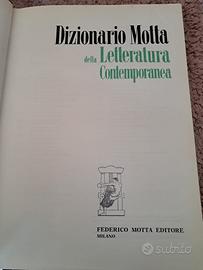 Dizionario Motta
della Letteratura
Contemporanea
FEDERICO MOTTA EDITORE
MILANO
subito